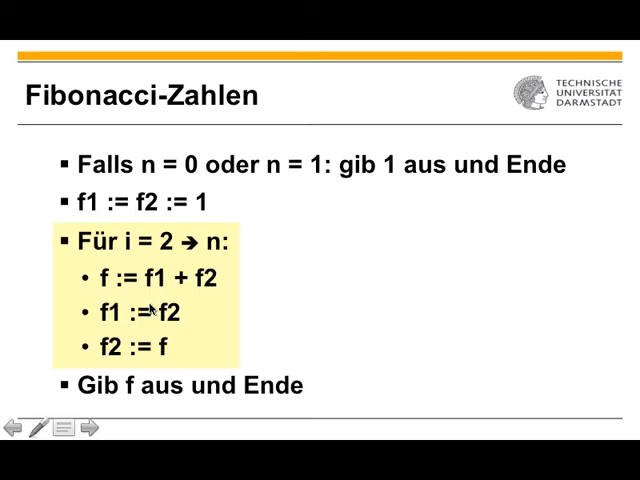 Fibonacci-Zahlen
TECHNISCHE
UNIVERSITÄT
DARMSTADT
▪ Falls n = 0 oder n = 1: gib 1 aus und Ende
▪ f1 := f2 := 1
▪ Für i = 2 ➔ n:
• f := f1 + f2
• f1 := f2
• f2 := f
▪ Gib f aus und Ende